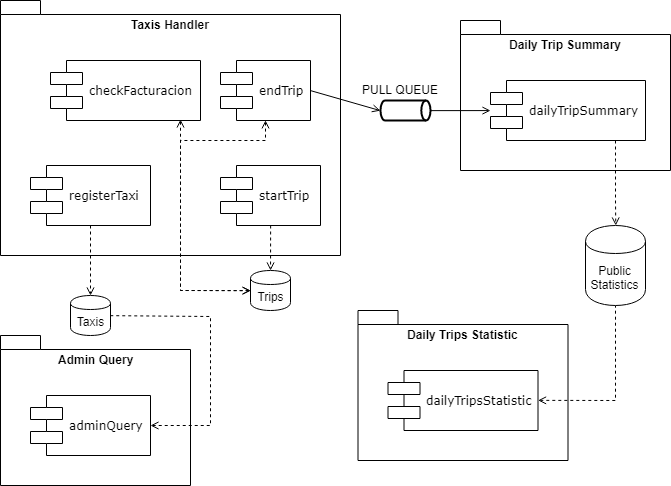 Taxis Handler
Daily Trip Summary
checkFacturacion
endTrip
PULL QUEUE
dailyTripSummary
registerTaxi
startTrip
Public
Statistics
Trips
Taxis
Daily Trips Statistic
Admin Query
dailyTripsStatistic
adminQuery